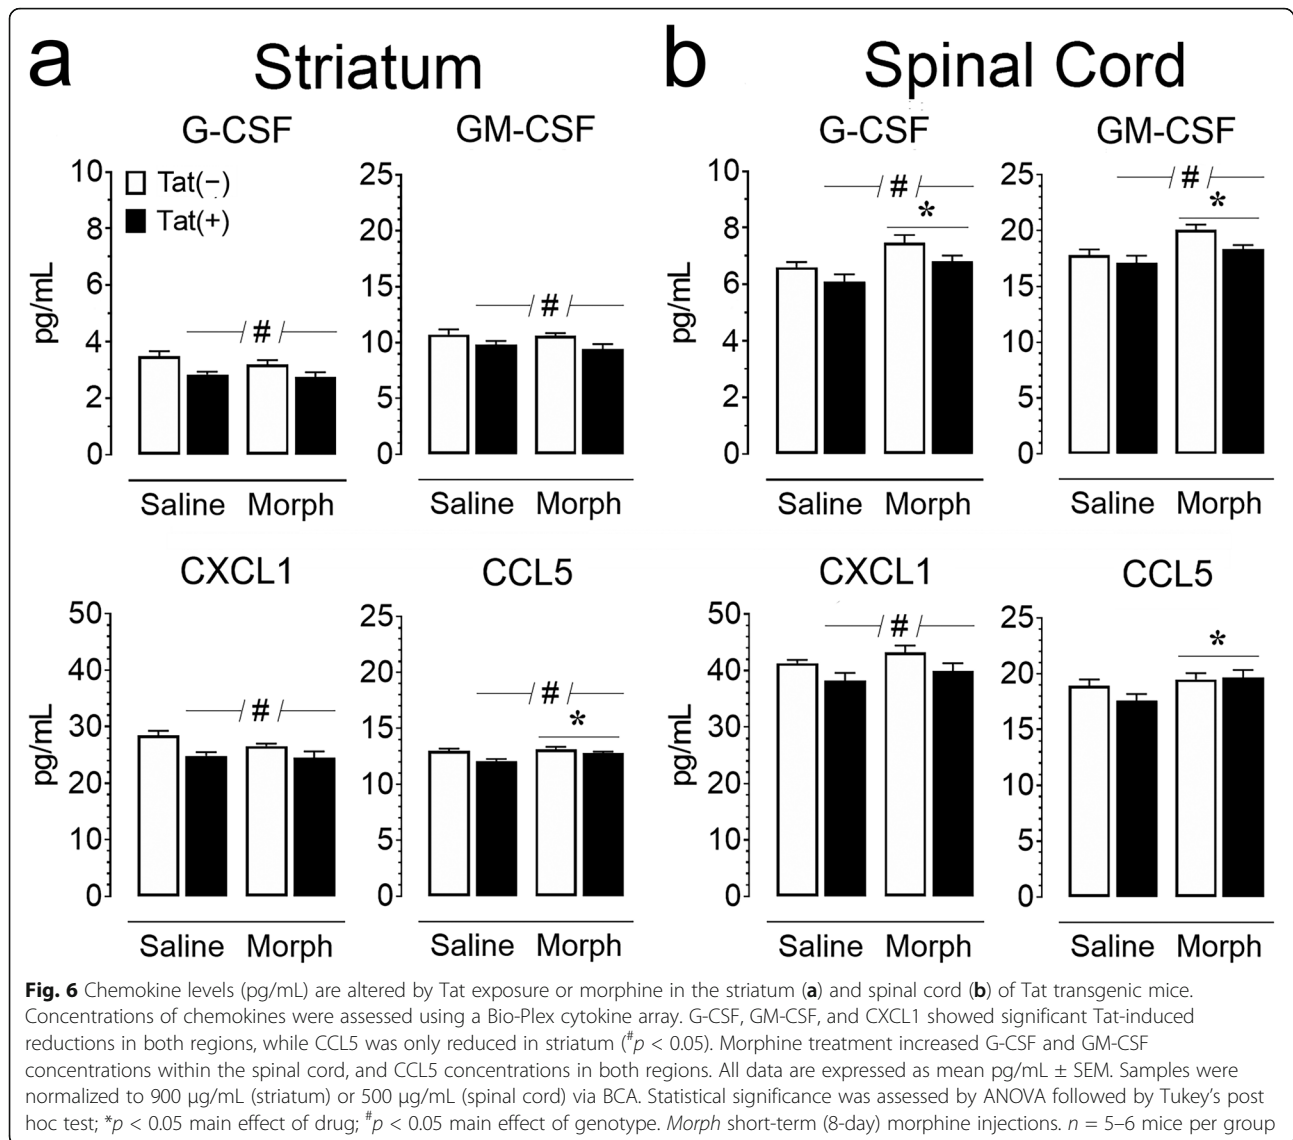 a Striatum
b Spinal Cord
G-CSF
GM-CSF
G-CSF
GM-CSF
Tat(−)
Tat(+)
pg/mL
10
8
6
4
2
0
#
Saline Morph
25
20
15
10
5
0
#
Saline Morph
pg/mL
10
8
6
4
2
0
#
*
Saline Morph
25
20
15
10
5
0
#
*
Saline Morph
CXCL1
CCL5
CXCL1
CCL5
pg/mL
50
40
30
20
10
0
#
Saline Morph
25
20
15
10
5
0
#
*
Saline Morph
pg/mL
50
40
30
20
10
0
#
Saline Morph
25
20
15
10
5
0
*
Saline Morph
Fig. 6 Chemokine levels (pg/mL) are altered by Tat exposure or morphine in the striatum (a) and spinal cord (b) of Tat transgenic mice.
Concentrations of chemokines were assessed using a Bio-Plex cytokine array. G-CSF, GM-CSF, and CXCL1 showed significant Tat-induced
reductions in both regions, while CCL5 was only reduced in striatum (#p < 0.05). Morphine treatment increased G-CSF and GM-CSF
concentrations within the spinal cord, and CCL5 concentrations in both regions. All data are expressed as mean pg/mL ± SEM. Samples were
normalized to 900 μg/mL (striatum) or 500 μg/mL (spinal cord) via BCA. Statistical significance was assessed by ANOVA followed by Tukey's post
hoc test; *p < 0.05 main effect of drug; #p < 0.05 main effect of genotype. Morph short-term (8-day) morphine injections. n = 5–6 mice per group